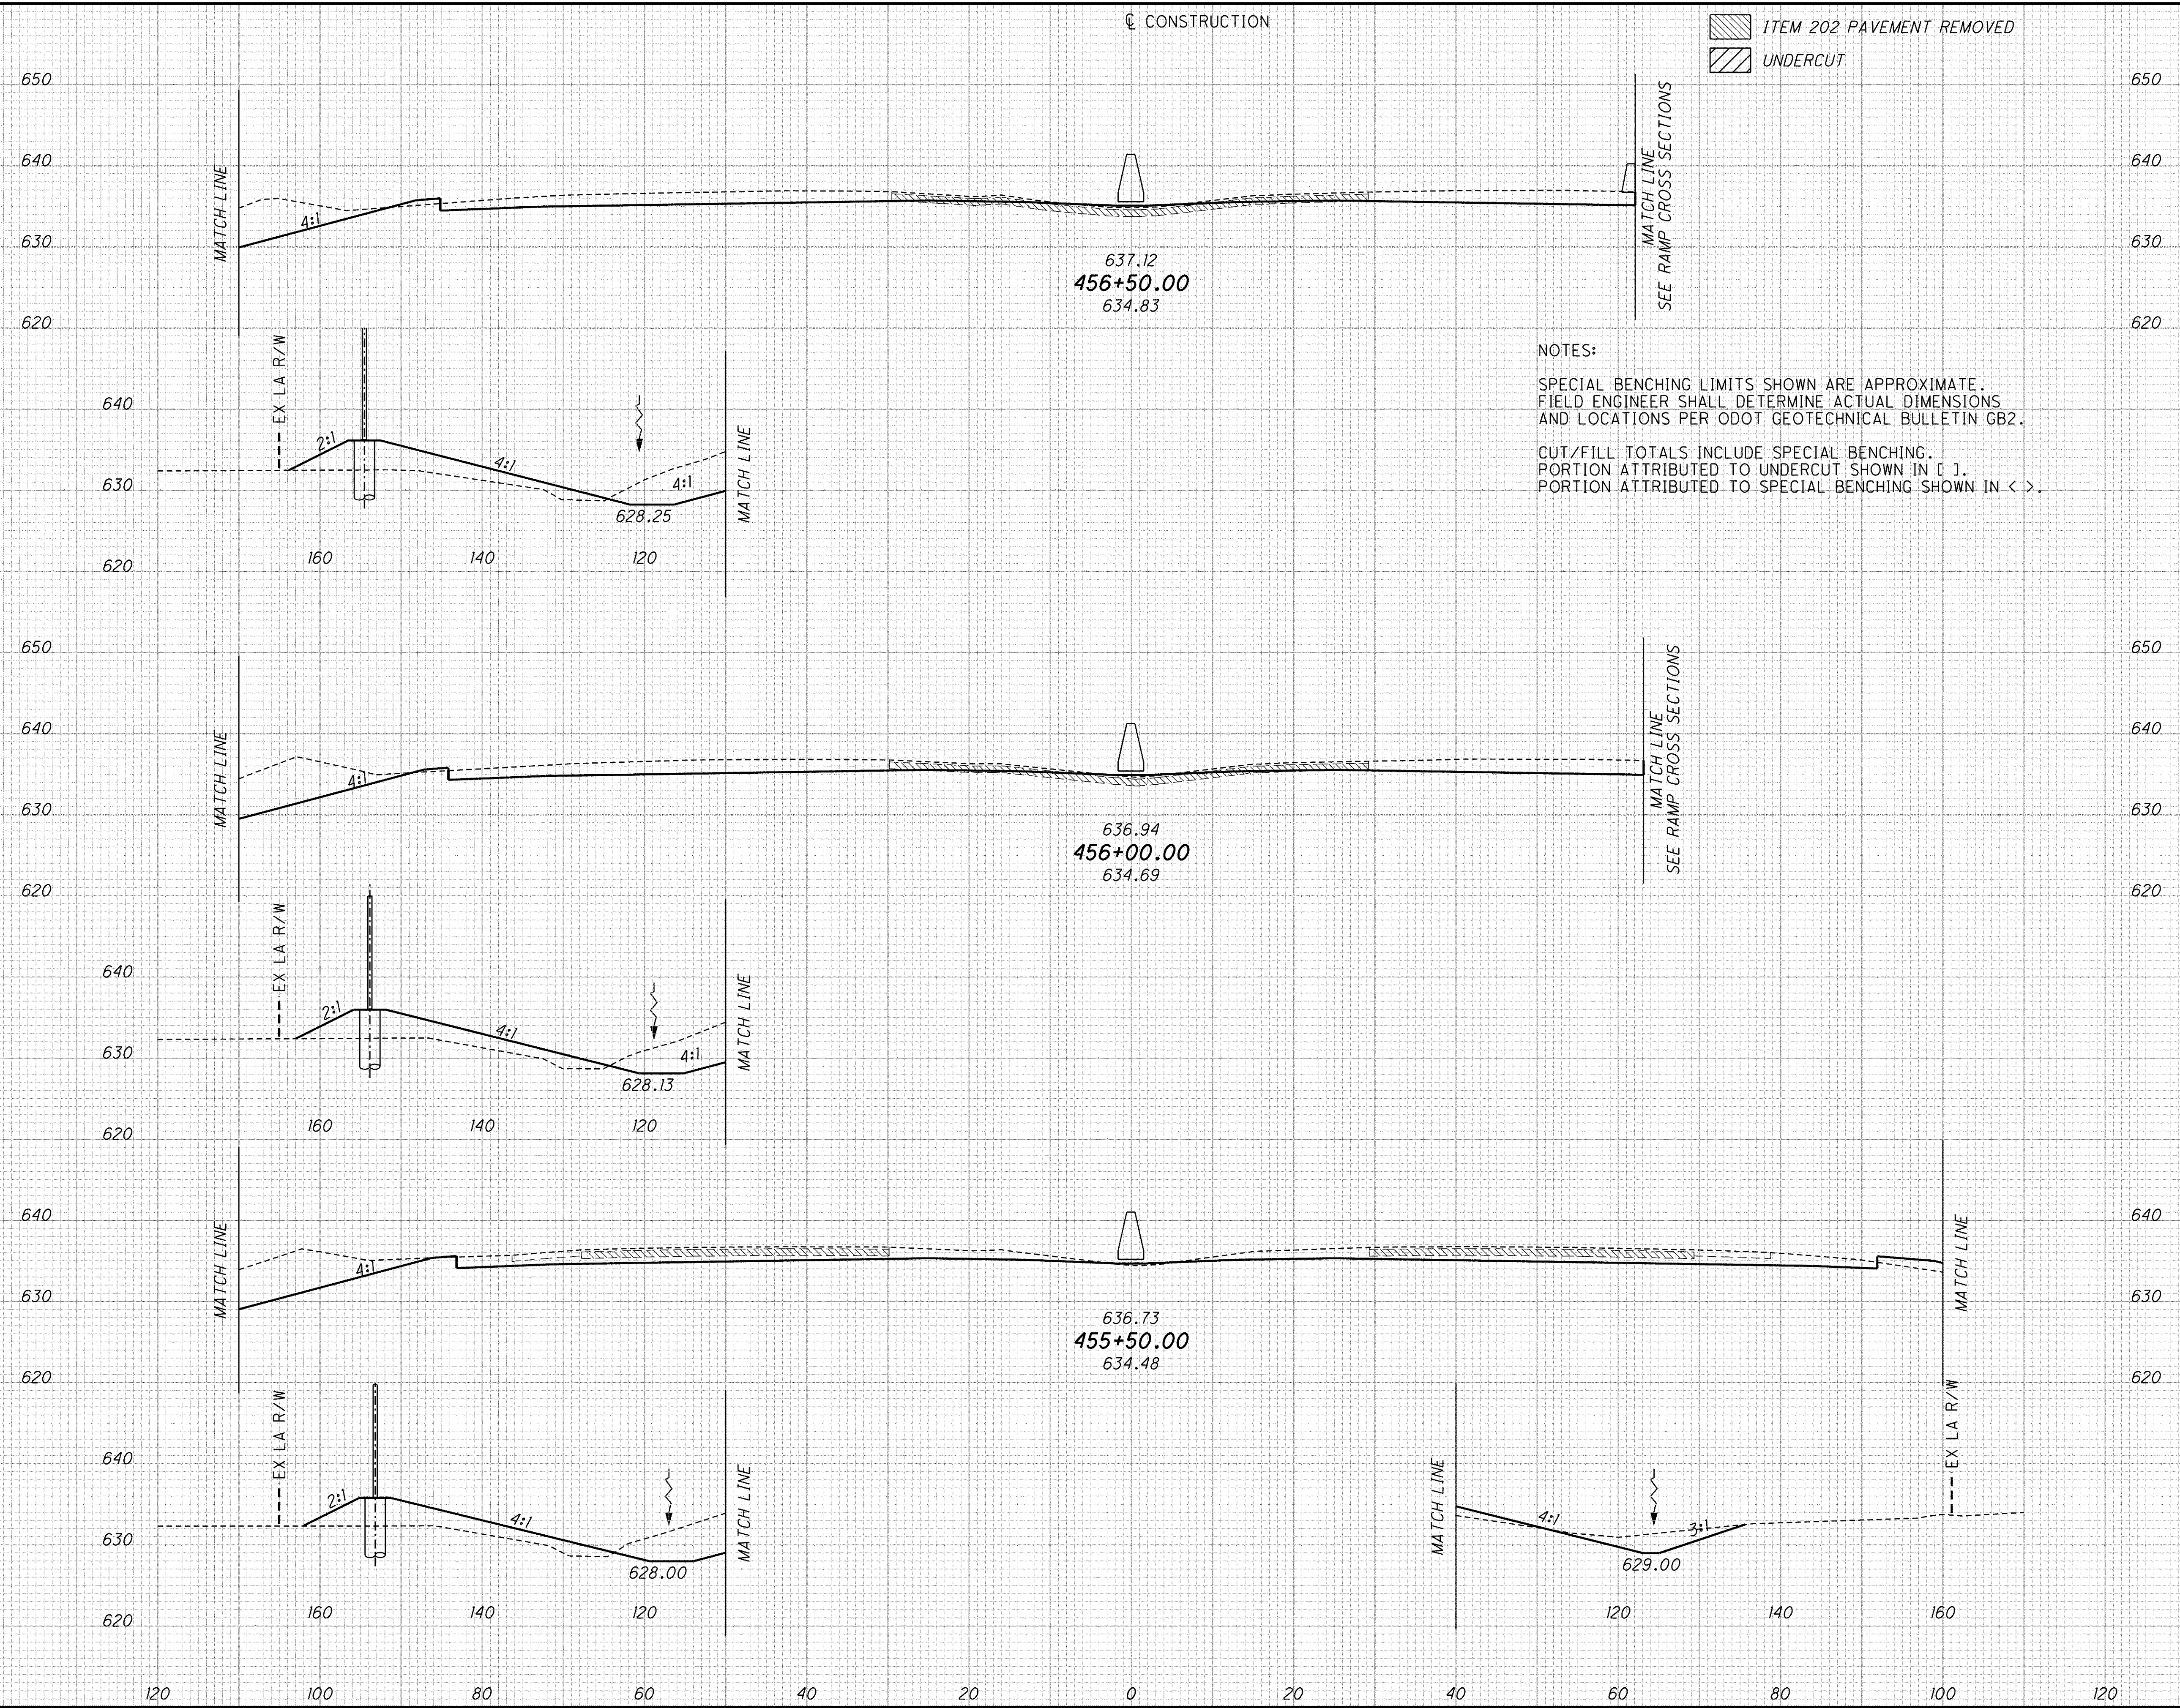 ℄ CONSTRUCTION
ITEM 202 PAVEMENT REMOVED
UNDERCUT
650
650
640
640
630
630
620
620
MATCH LINE
4:1
MATCH LINE
SEE RAMP CROSS SECTIONS
637.12
456+50.00
634.83
NOTES:
SPECIAL BENCHING LIMITS SHOWN ARE APPROXIMATE.
FIELD ENGINEER SHALL DETERMINE ACTUAL DIMENSIONS
AND LOCATIONS PER ODOT GEOTECHNICAL BULLETIN GB2.
CUT/FILL TOTALS INCLUDE SPECIAL BENCHING.
PORTION ATTRIBUTED TO UNDERCUT SHOWN IN [ ].
PORTION ATTRIBUTED TO SPECIAL BENCHING SHOWN IN < >.
EX LA R/W
640
630
620
2:1
4:1
4:1
628.25
MATCH LINE
160 140 120
650
650
640
640
630
630
620
620
MATCH LINE
4:1
MATCH LINE
SEE RAMP CROSS SECTIONS
636.94
456+00.00
634.69
EX LA R/W
640
630
620
2:1
4:1
4:1
628.13
MATCH LINE
160 140 120
640
640
630
630
620
620
MATCH LINE
4:1
MATCH LINE
636.73
455+50.00
634.48
EX LA R/W
640
630
620
2:1
4:1
628.00
MATCH LINE
160 140 120
MATCH LINE
4:1
3:1
629.00
EX LA R/W
120 140 160
120 100 80 60 40 20 0 20 40 60 80 100 120